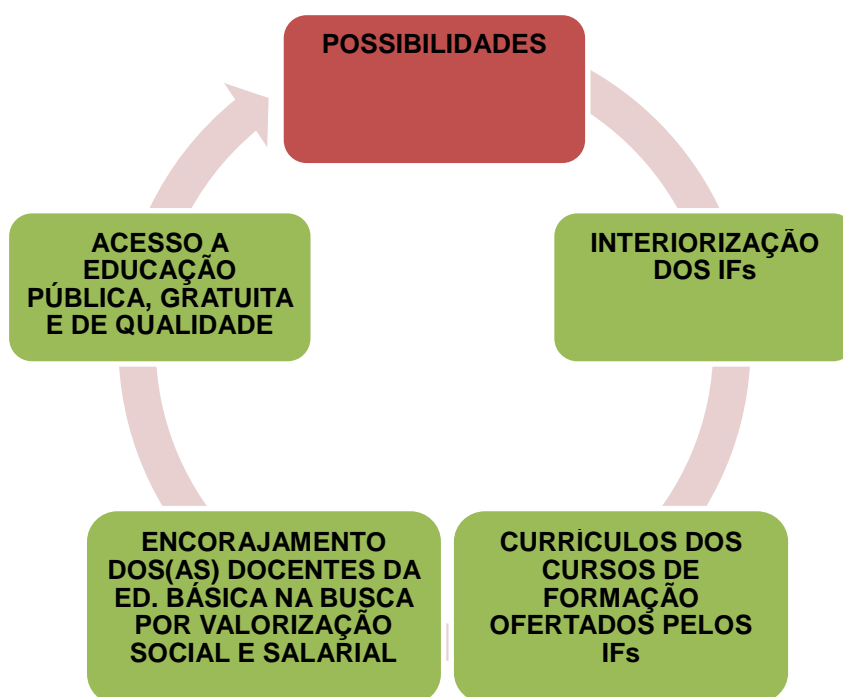 POSSIBILIDADES
INTERIORIZAÇÃO
DOS IFs
CURRÍCULOS DOS
CURSOS DE
FORMAÇÃO
OFERTADOS PELOS
IFs
ENCORAJAMENTO
DOS(AS) DOCENTES DA
ED. BÁSICA NA BUSCA
POR VALORIZAÇÃO
SOCIAL E SALARIAL
ACESSO A
EDUCAÇÃO
PÚBLICA, GRATUITA
E DE QUALIDADE